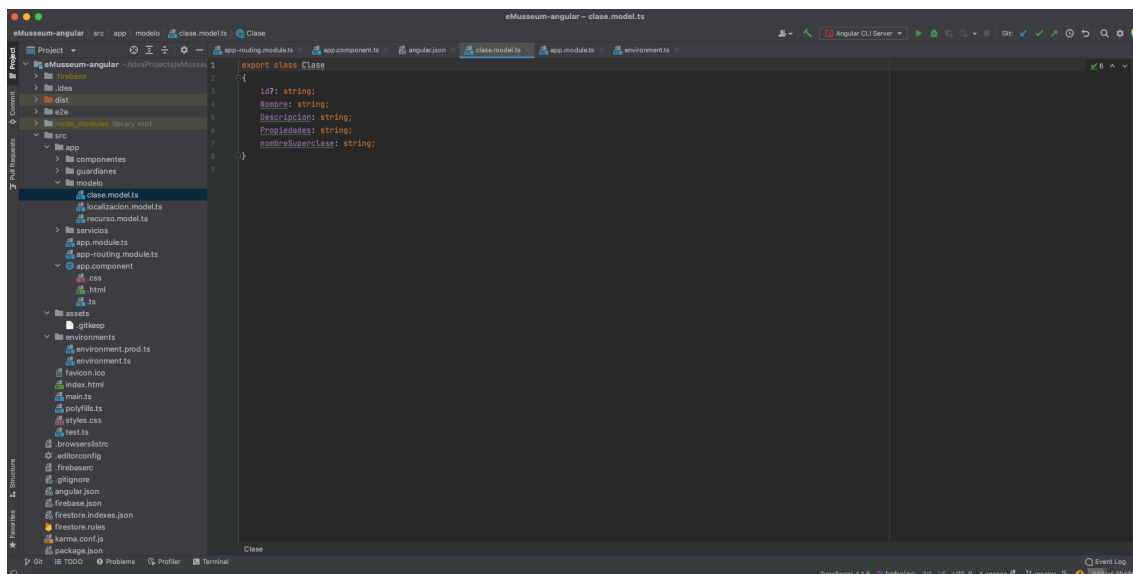 eMusseum-angular – clase.model.ts
eMusseum-angular src app modelo clase.model.ts Clase Angular CLI Server Git:
Project app-routing.module.ts app.component.ts angular.json clase.model.ts app.module.ts environment.ts
eMusseum-angular ~/IdeaProjects/eMusseu 1 export class Clase 6
.firebase 2 {
.idea 3 id?: string;
dist 4 Nombre: string;
e2e 5 Descripcion: string;
node_modules library root 6 Propiedades: string;
src 7 nombreSuperclase: string;
app 8 }
componentes 9
guardianes
modelo
clase.model.ts
localizacion.model.ts
recurso.model.ts
servicios
app.module.ts
app-routing.module.ts
app.component
.css
.html
.ts
assets
.gitkeep
environments
environment.prod.ts
environment.ts
favicon.ico
index.html
main.ts
polyfills.ts
styles.css
test.ts
.browserslistrc
.editorconfig
.firebaserc
.gitignore
angular.json
firebase.json
firestore.indexes.json
firestore.rules
karma.conf.js
package.json
Clase
Project
Commit
Pull Requests
Structure
Favorites
Git TODO Problems Profiler Terminal Event Log